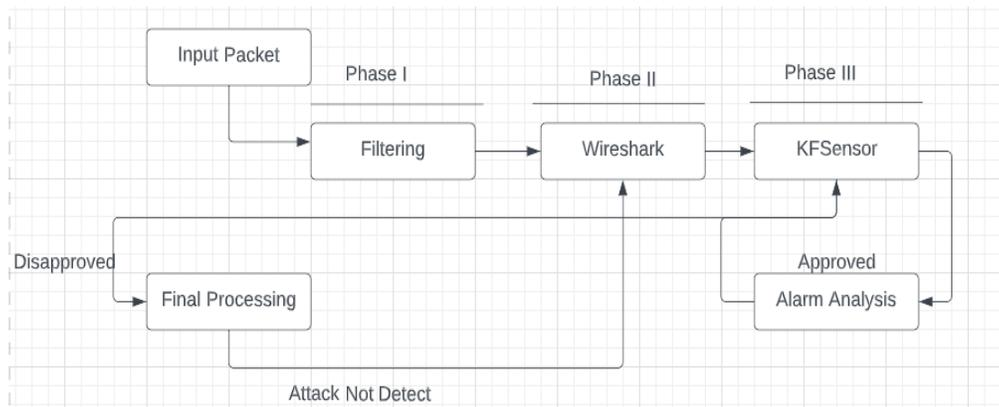 Input Packet
Phase I
Phase II
Phase III
Filtering
Wireshark
KFSensor
Disapproved
Approved
Final Processing
Alarm Analysis
Attack Not Detect